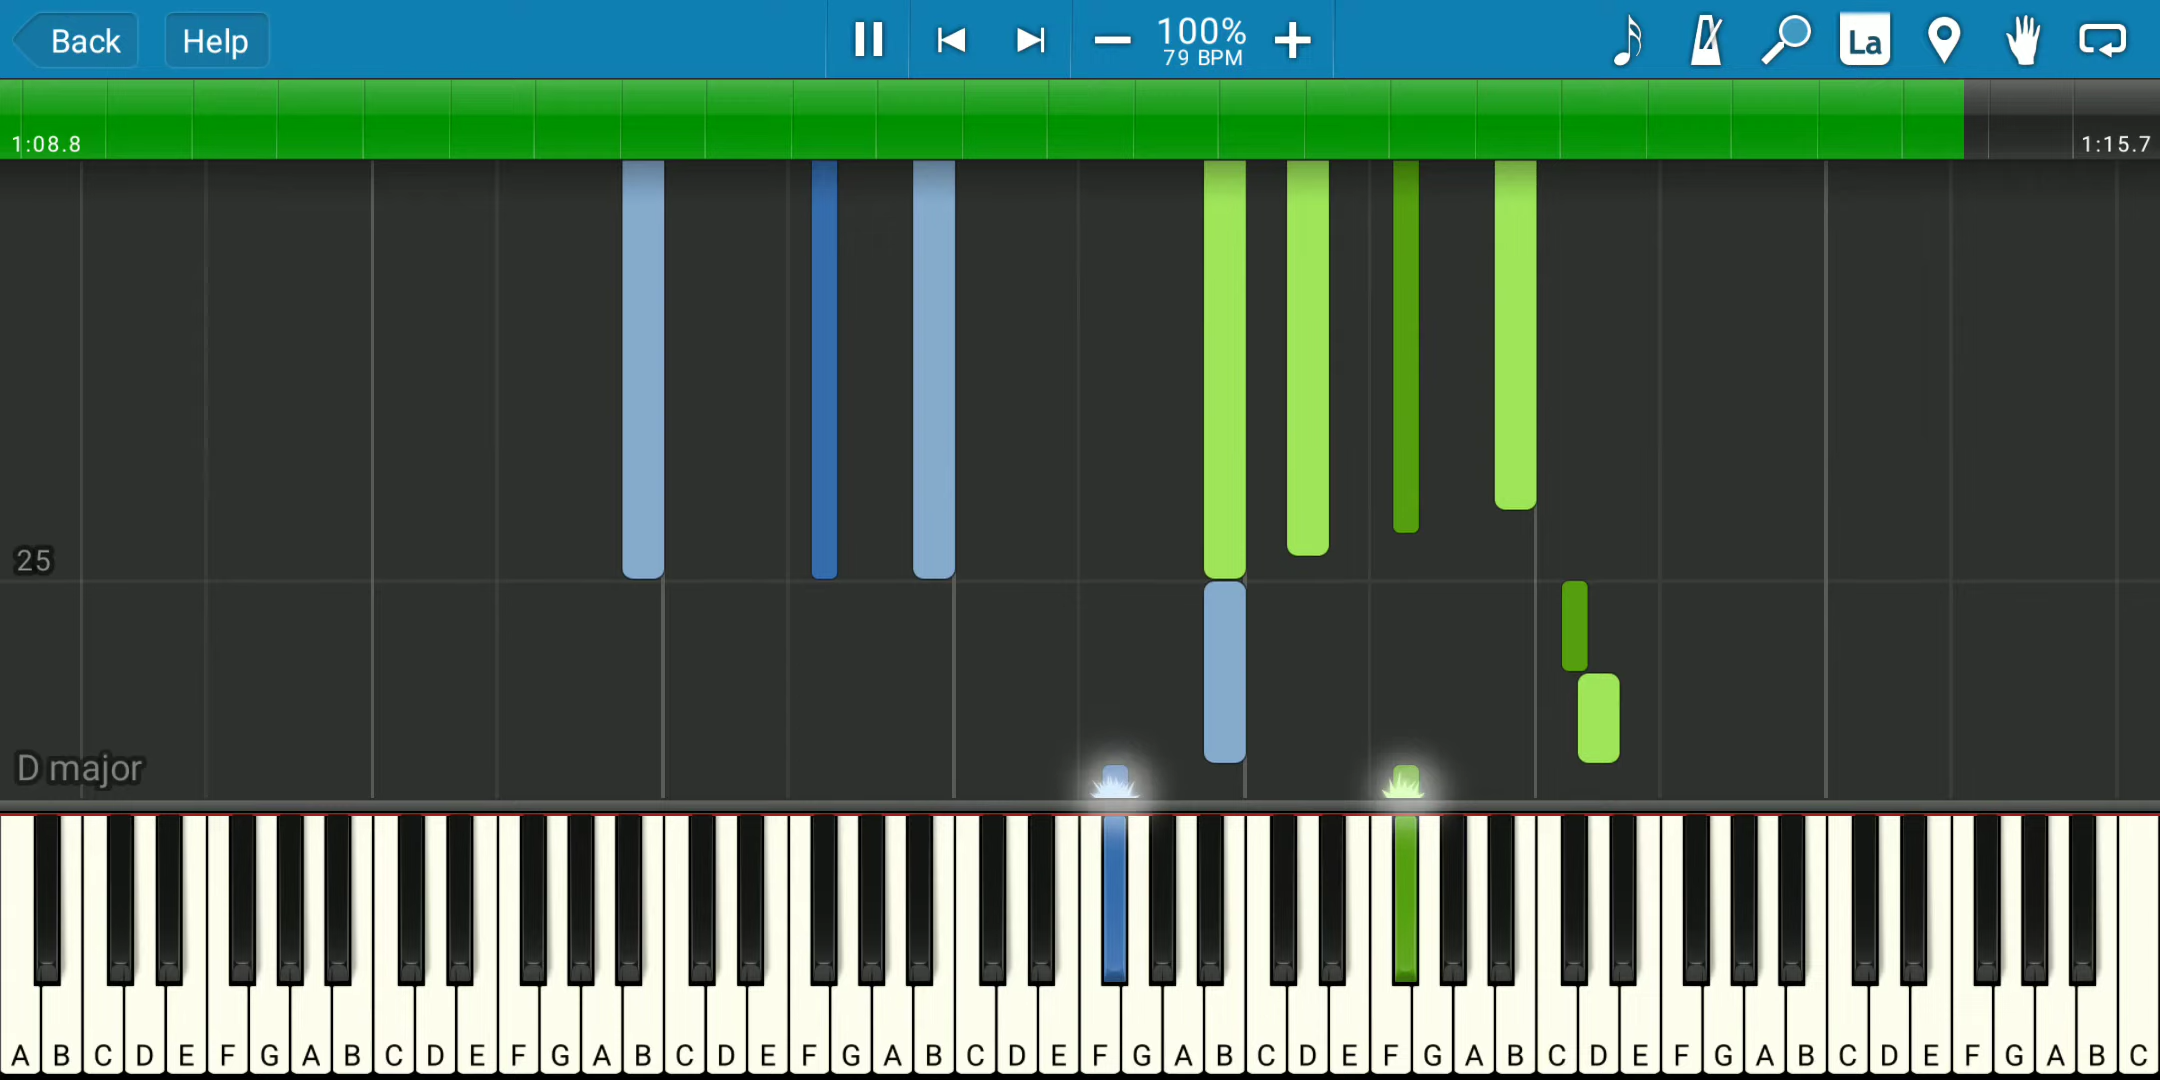 Back Help 100% La
79 BPM
1:08.8 1:15.7
25
D major
A B C D E F G A B C D E F G A B C D E F G A B C D E F G A B C D E F G A B C D E F G A B C D E F G A B C